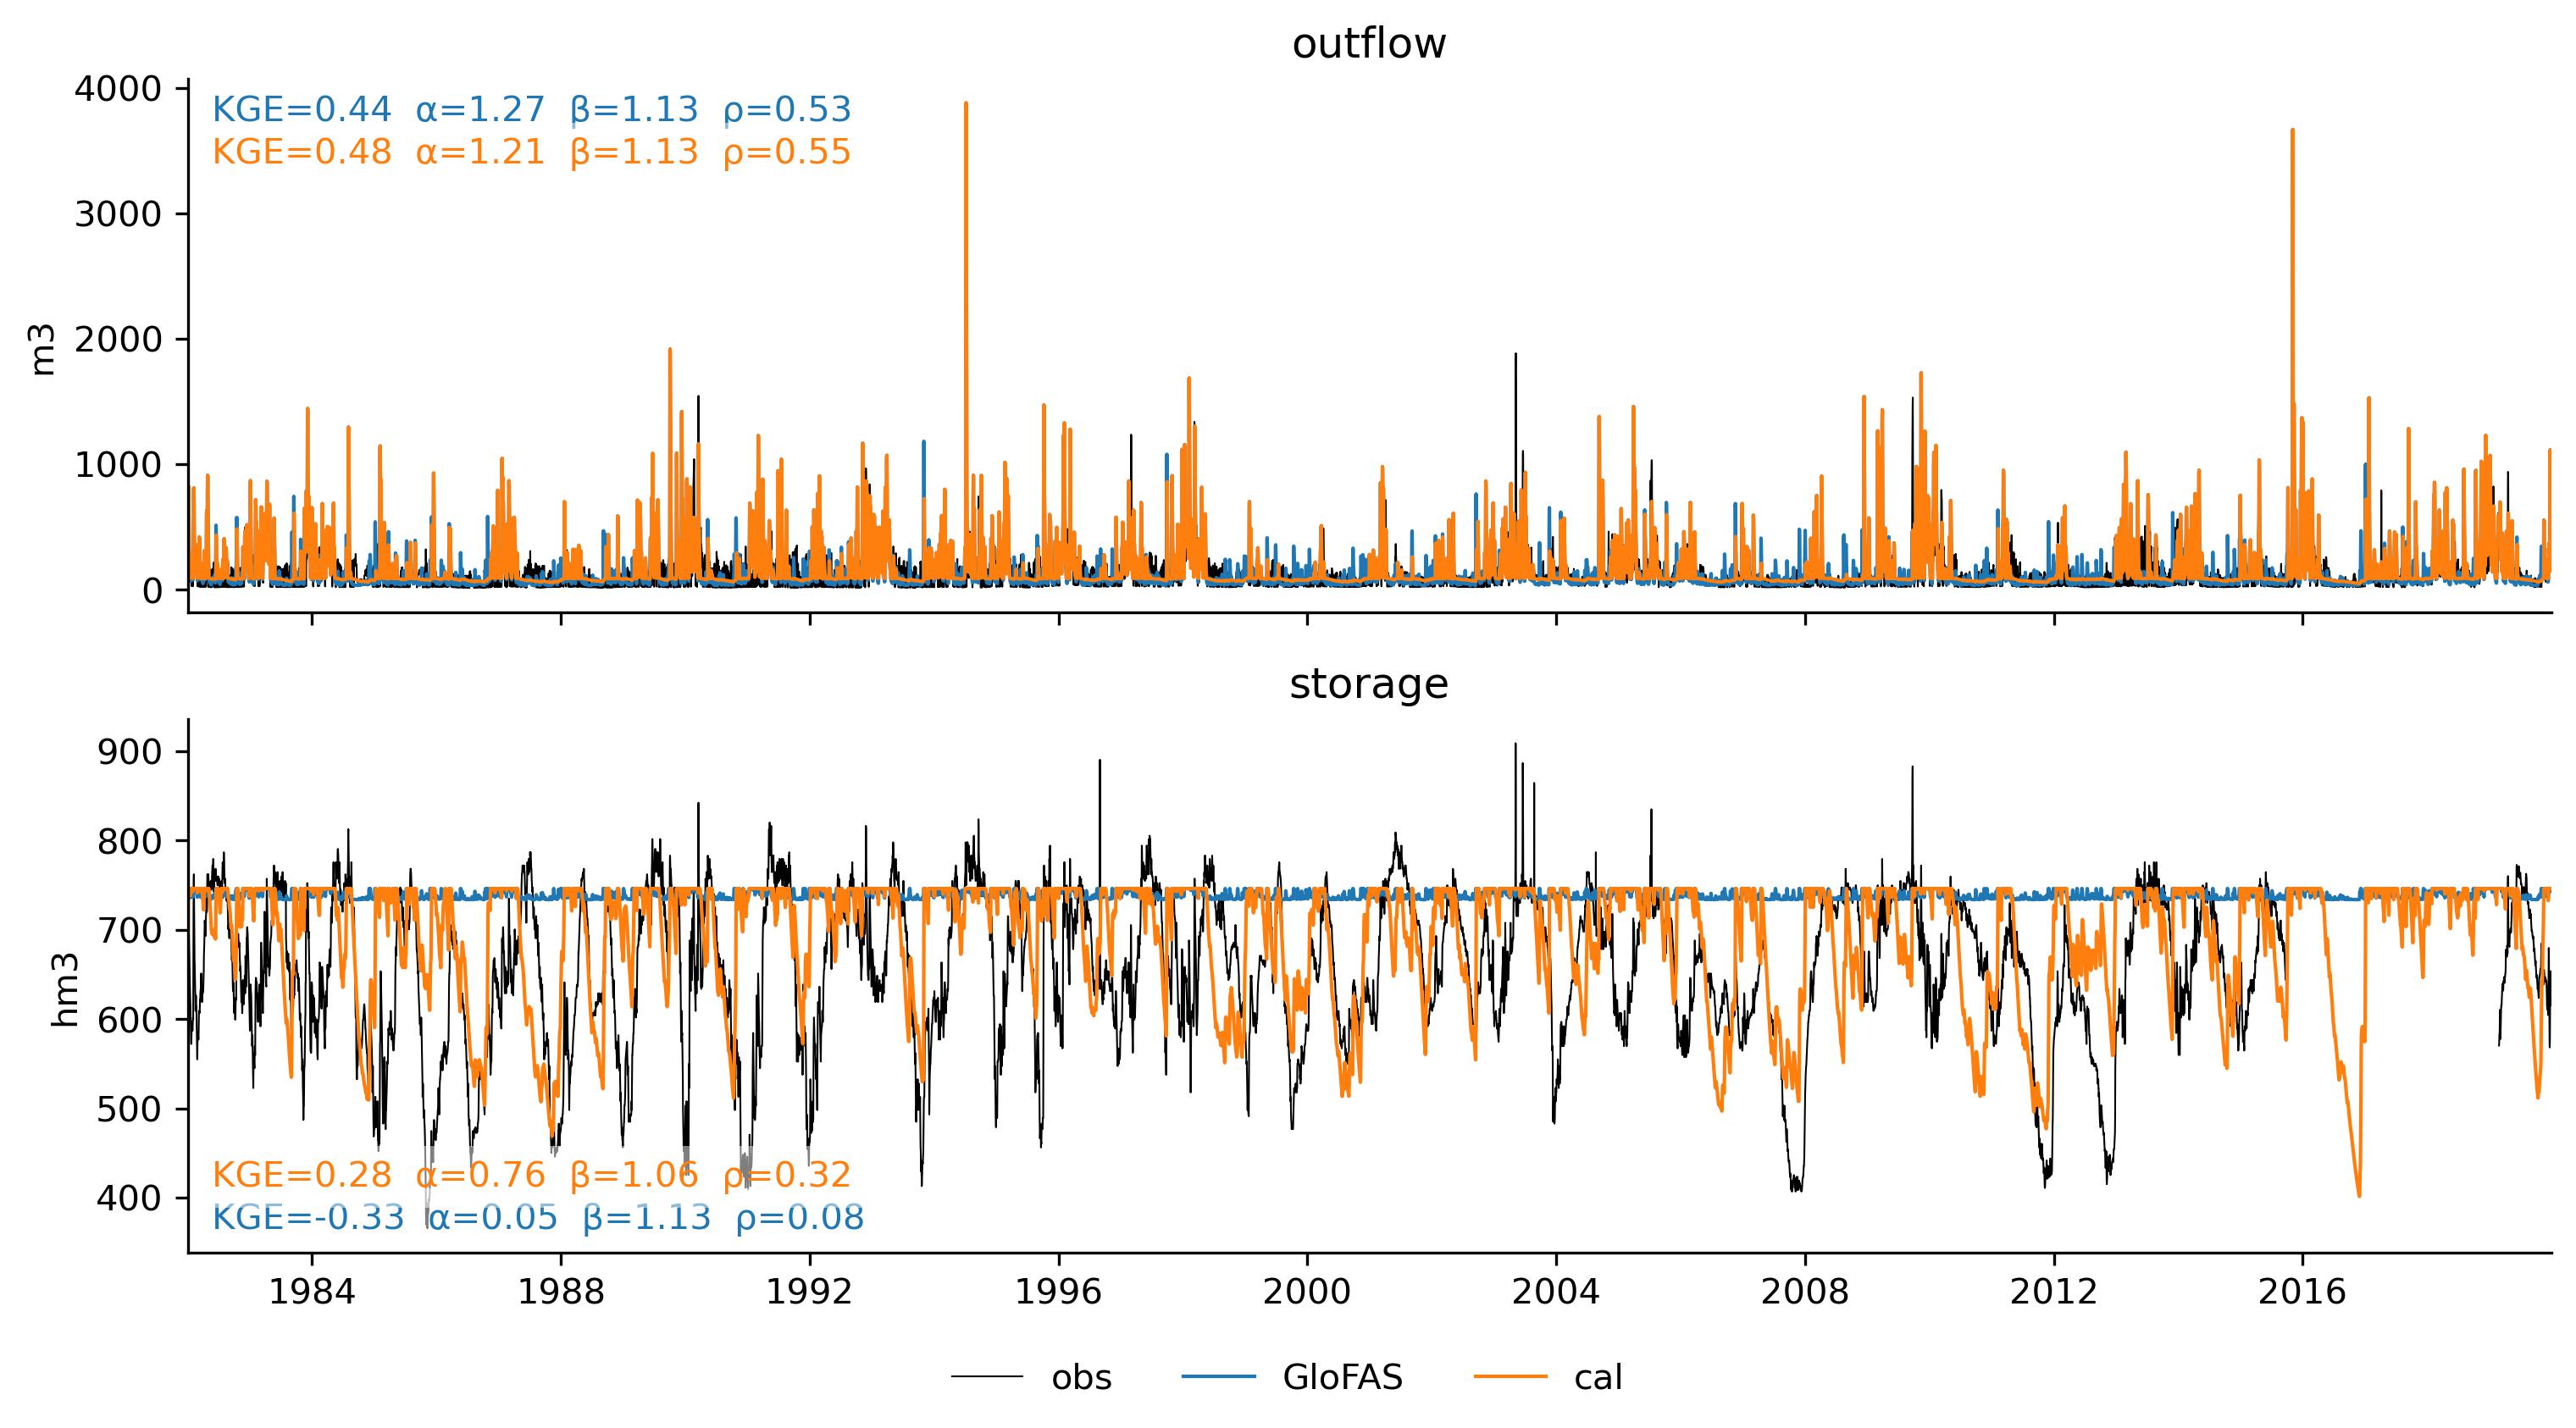 outflow
4000
KGE=0.44 α=1.27 β=1.13 ρ=0.53
KGE=0.48 α=1.21 β=1.13 ρ=0.55
3000
m3
2000
1000
0
storage
900
800
700
hm3
600
500
400
KGE=0.28 α=0.76 β=1.06 ρ=0.32
KGE=-0.33 α=0.05 β=1.13 ρ=0.08
1984 1988 1992 1996 2000 2004 2008 2012 2016
obs GloFAS cal